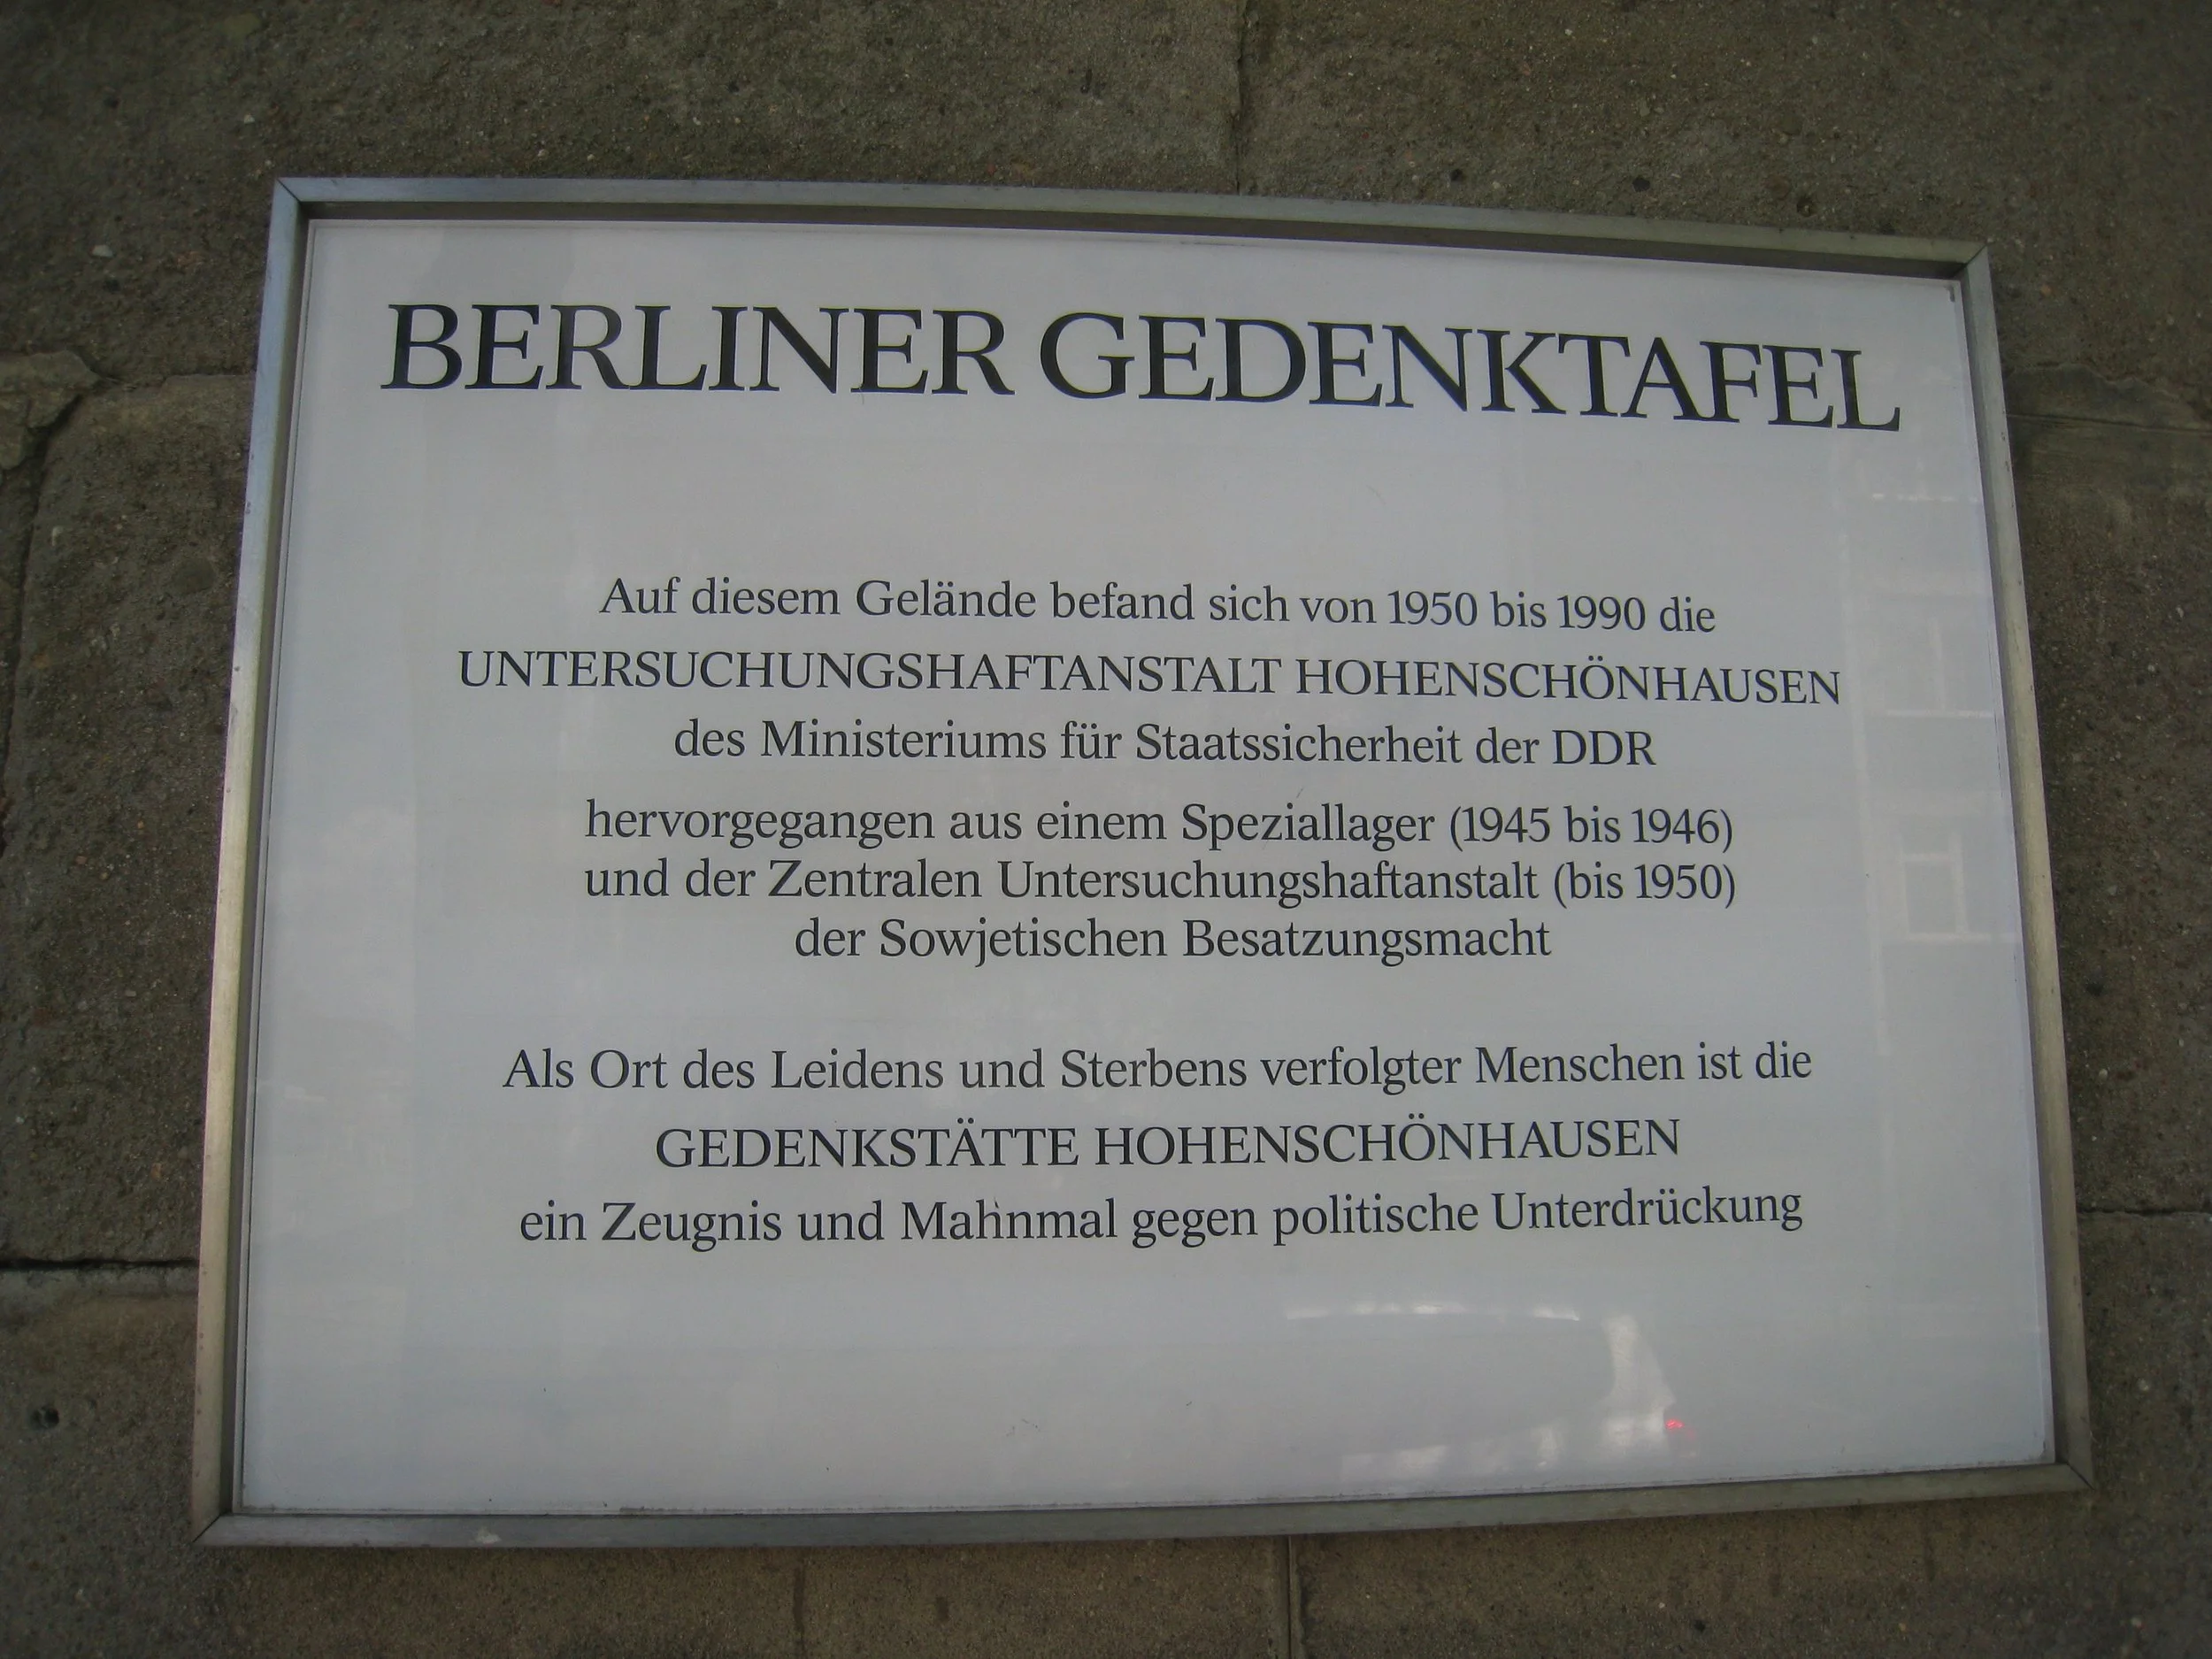 BERLINER GEDENKTAFEL
Auf diesem Gelände befand sich von 1950 bis 1990 die
UNTERSUCHUNGSHAFTANSTALT HOHENSCHÖNHAUSEN
des Ministeriums für Staatssicherheit der DDR
hervorgegangen aus einem Speziallager (1945 bis 1946)
und der Zentralen Untersuchungshaftanstalt (bis 1950)
der Sowjetischen Besatzungsmacht
Als Ort des Leidens und Sterbens verfolgter Menschen ist die
GEDENKSTÄTTE HOHENSCHÖNHAUSEN
ein Zeugnis und Mahnmal gegen politische Unterdrückung